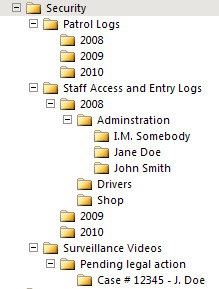 Security
Patrol Logs
2008
2009
2010
Staff Access and Entry Logs
2008
Adminstration
I.M. Somebody
Jane Doe
John Smith
Drivers
Shop
2009
2010
Surveillance Videos
Pending legal action
Case # 12345 - J. Doe